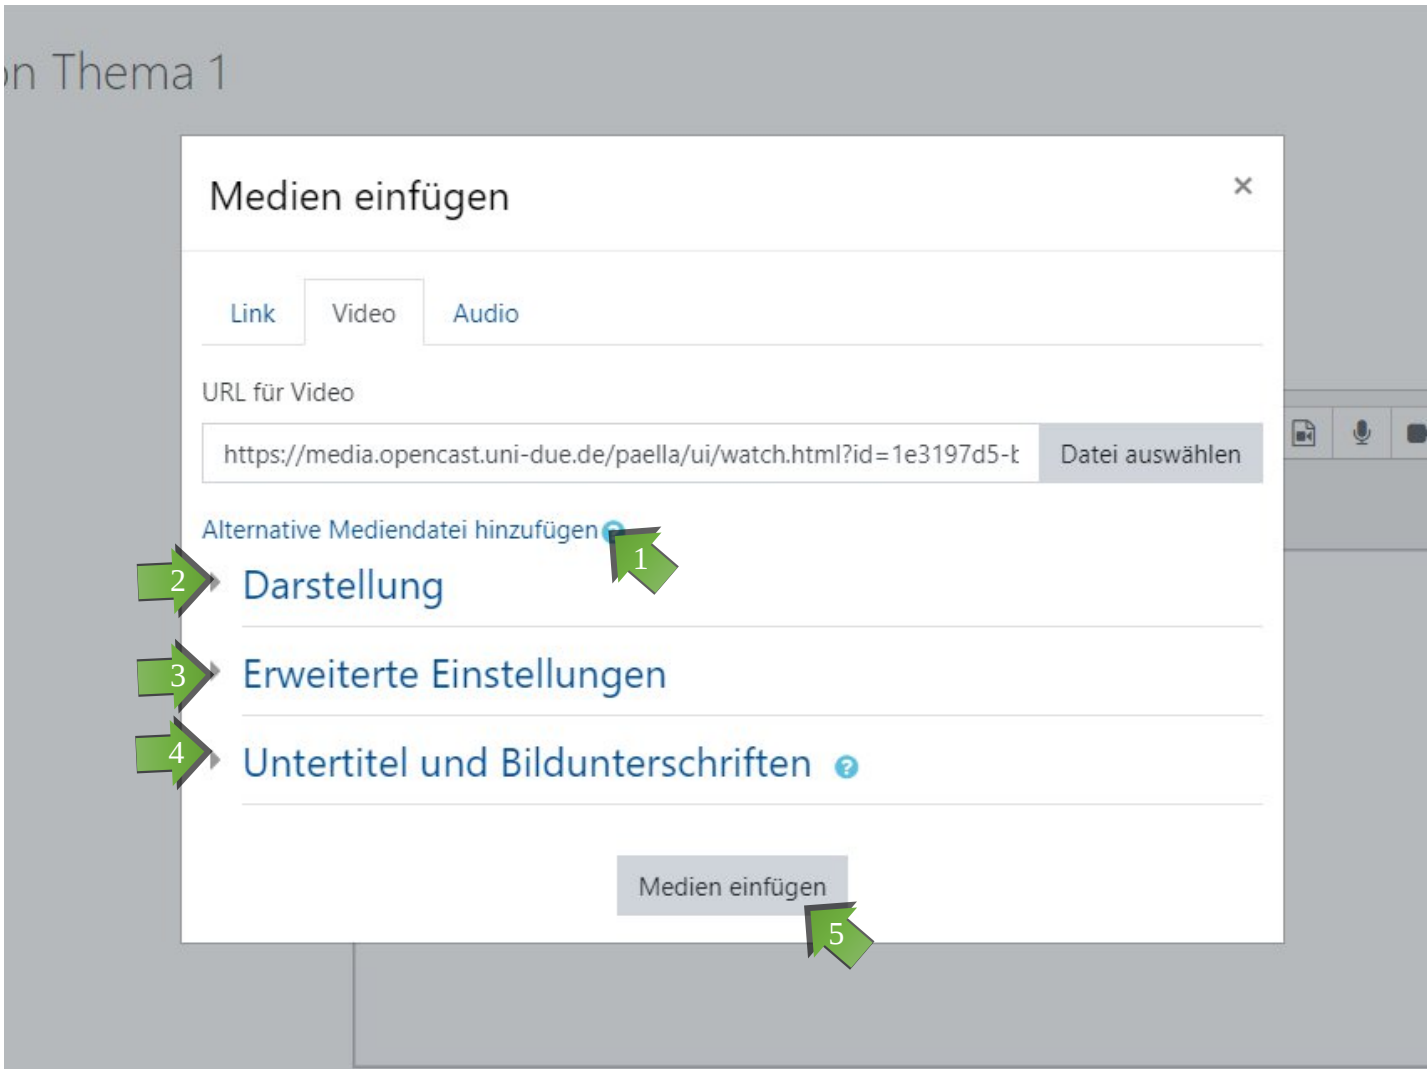 on Thema 1
Medien einfügen ×
Link Video Audio
URL für Video
https://media.opencast.uni-due.de/paella/ui/watch.html?id=1e3197d5-b Datei auswählen
Alternative Mediendatei hinzufügen ?
1
2 Darstellung
3 Erweiterte Einstellungen
4 Untertitel und Bildunterschriften ?
Medien einfügen
5